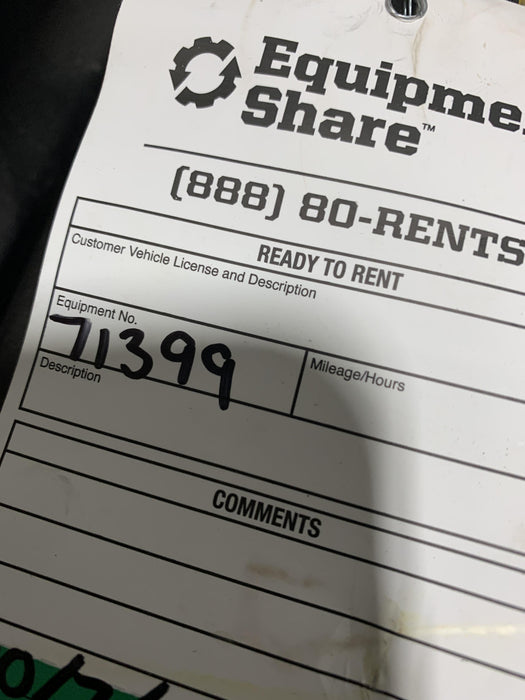 Equipme
Share™
(888) 80-RENTS
READY TO RENT
Customer Vehicle License and Description
Equipment No.
71399
Mileage/Hours
Description
COMMENTS